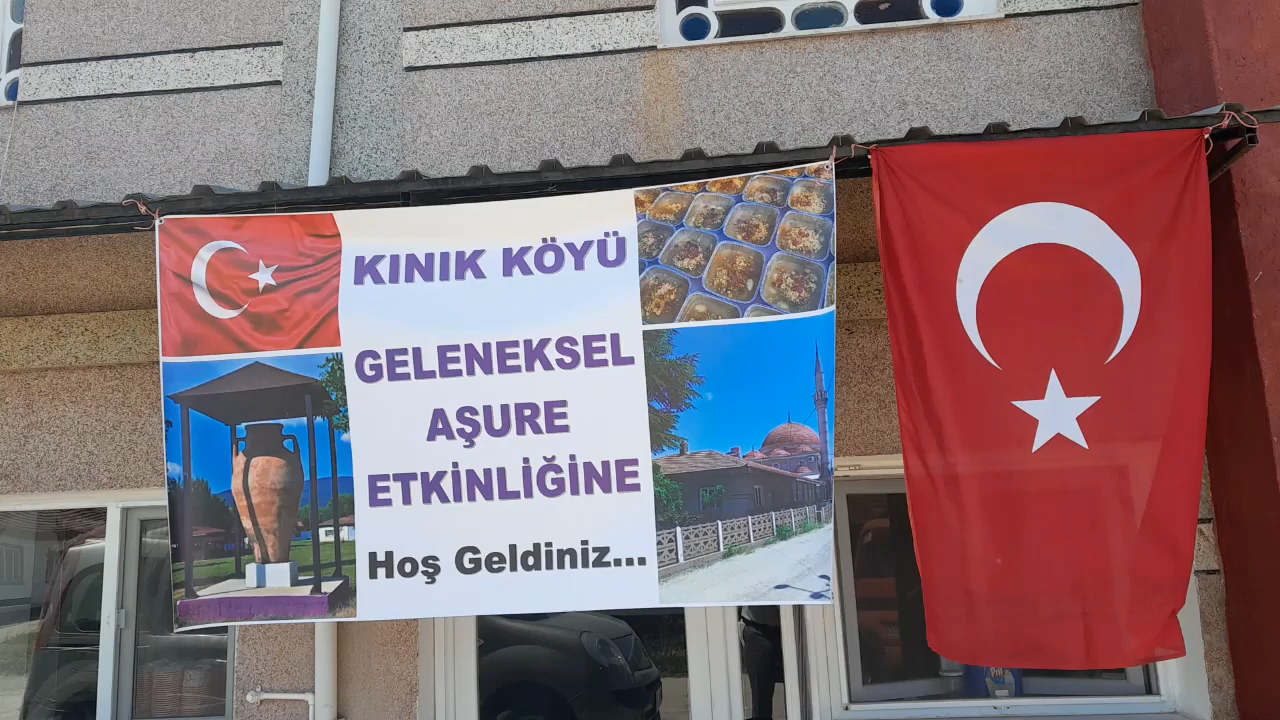 KINIK KÖYÜ
GELENEKSEL
AŞURE
ETKİNLİĞİNE
Hoş Geldiniz...